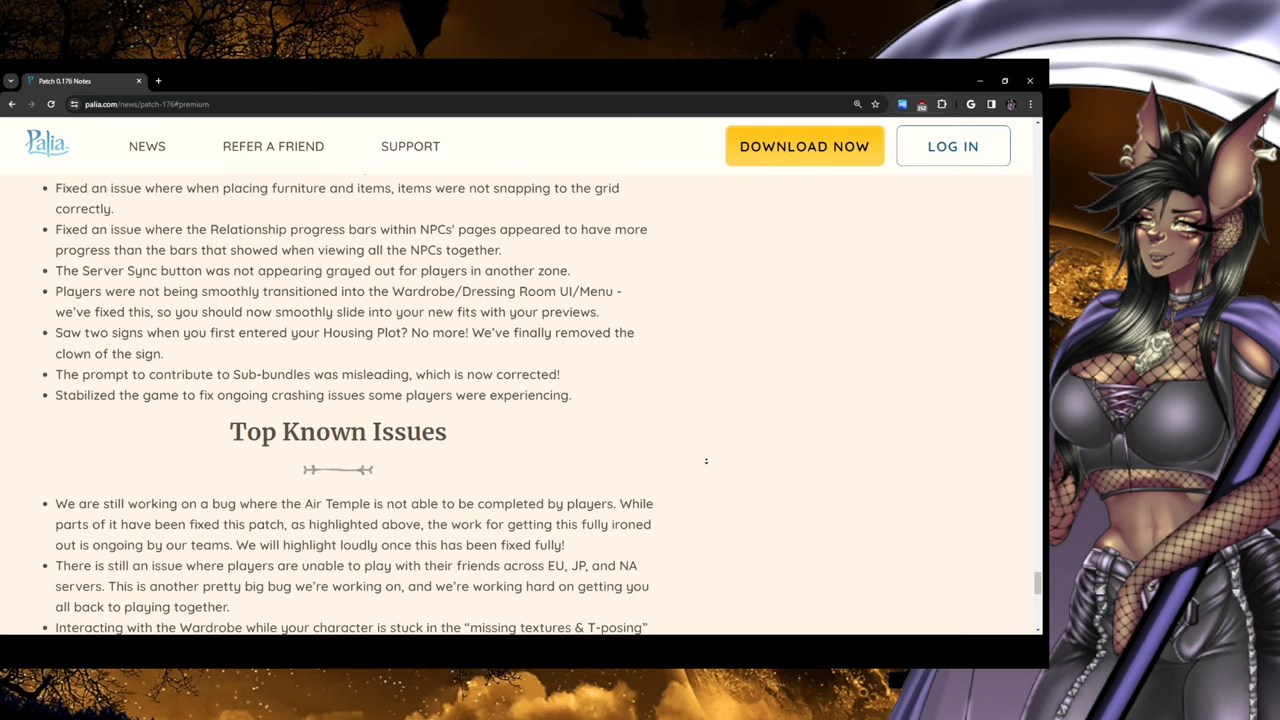 Patch 0.176 Notes
palia.com/news/patch-176#premium
252
Palia
NEWS
REFER A FRIEND
SUPPORT
DOWNLOAD NOW
LOG IN
• Fixed an issue where when placing furniture and items, items were not snapping to the grid
correctly.
• Fixed an issue where the Relationship progress bars within NPCs' pages appeared to have more
progress than the bars that showed when viewing all the NPCs together.
• The Server Sync button was not appearing grayed out for players in another zone.
• Players were not being smoothly transitioned into the Wardrobe/Dressing Room UI/Menu -
we've fixed this, so you should now smoothly slide into your new fits with your previews.
• Saw two signs when you first entered your Housing Plot? No more! We've finally removed the
clown of the sign.
• The prompt to contribute to Sub-bundles was misleading, which is now corrected!
• Stabilized the game to fix ongoing crashing issues some players were experiencing.
Top Known Issues
• We are still working on a bug where the Air Temple is not able to be completed by players. While
parts of it have been fixed this patch, as highlighted above, the work for getting this fully ironed
out is ongoing by our teams. We will highlight loudly once this has been fixed fully!
• There is still an issue where players are unable to play with their friends across EU, JP, and NA
servers. This is another pretty big bug we're working on, and we're working hard on getting you
all back to playing together.
• Interacting with the Wardrobe while your character is stuck in the "missing textures & T-posing"